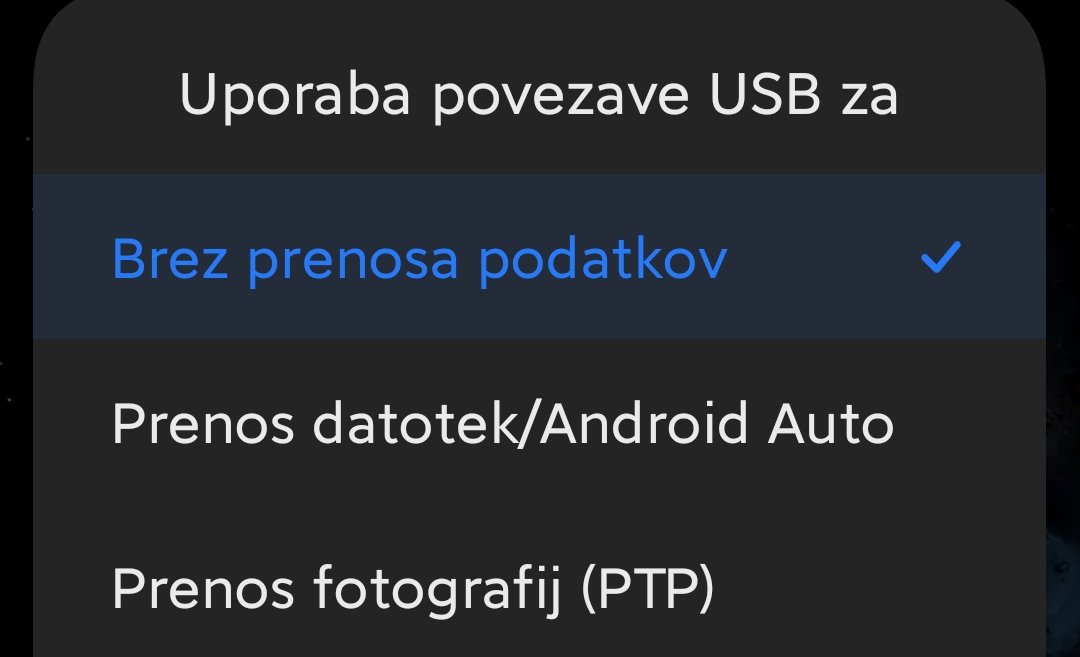 Uporaba povezave USB za
Brez prenosa podatkov
Prenos datotek/Android Auto
Prenos fotografij (PTP)